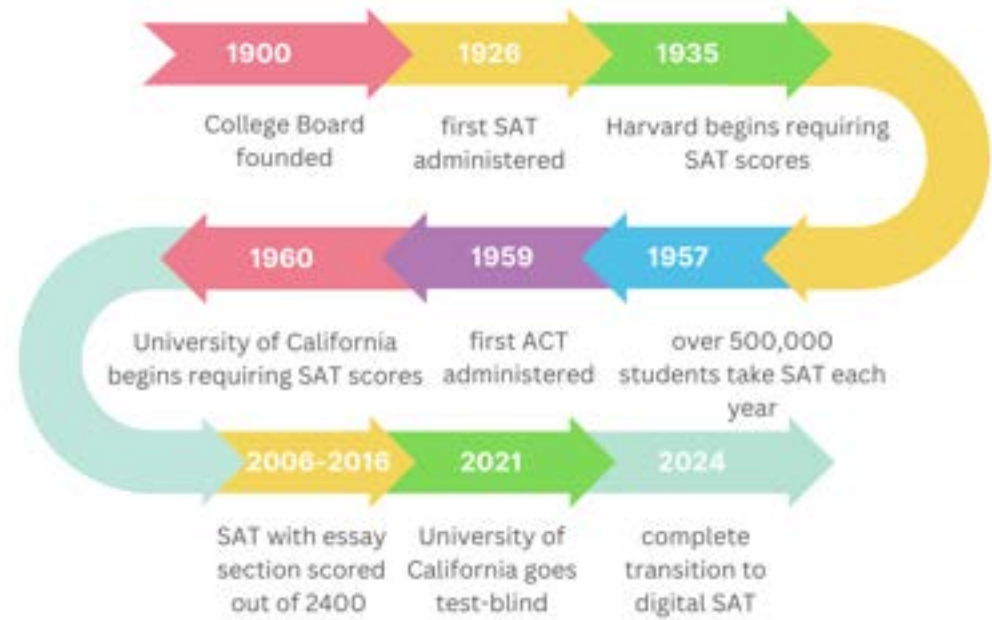 1900
1926
1935
College Board
founded
first SAT
administered
Harvard begins requiring
SAT scores
1957
1959
1960
over 500,000
students take SAT each
year
first ACT
administered
University of California
begins requiring SAT scores
2006-2016
2021
2024
SAT with essay
section scored
out of 2400
University of
California goes
test-blind
complete
transition to
digital SAT